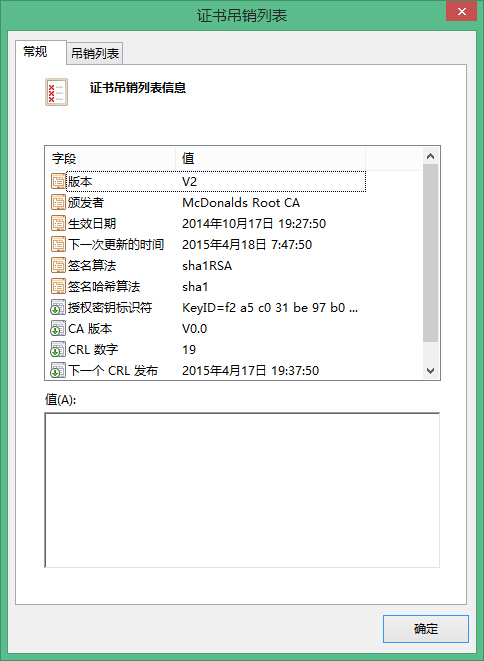 证书吊销列表
常规 吊销列表
证书吊销列表信息
字段 值
版本 V2
颁发者 McDonalds Root CA
生效日期 2014年10月17日 19:27:50
下一次更新的时间 2015年4月18日 7:47:50
签名算法 sha1RSA
签名哈希算法 sha1
授权密钥标识符 KeyID=f2 a5 c0 31 be 97 b0 ...
CA 版本 V0.0
CRL 数字 19
下一个 CRL 发布 2015年4月17日 19:37:50
值(A):
确定